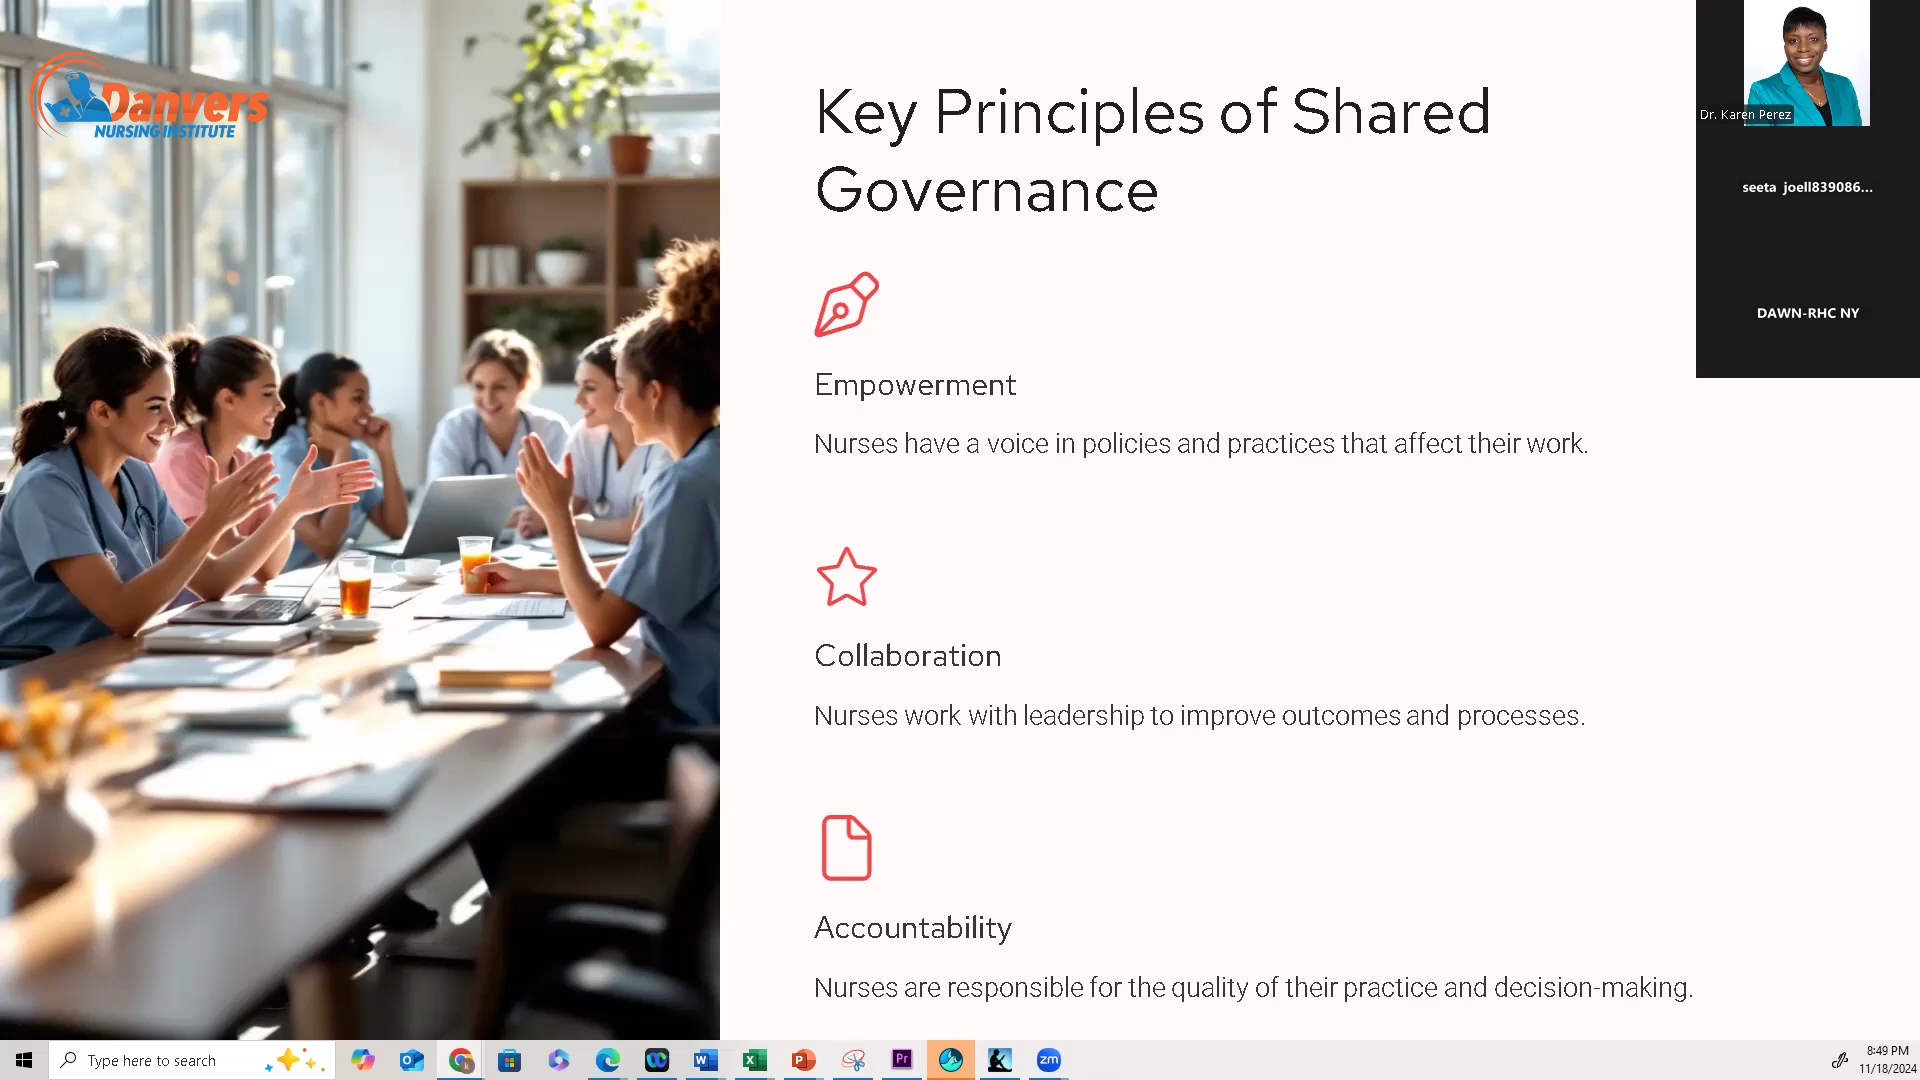 Danvers
NURSING INSTITUTE
Key Principles of Shared
Governance
Empowerment
Nurses have a voice in policies and practices that affect their work.
Collaboration
Nurses work with leadership to improve outcomes and processes.
Accountability
Nurses are responsible for the quality of their practice and decision-making.
Dr. Karen Perez
seeta joell839086...
DAWN-RHC NY
Type here to search
W
X
P
Pr
zm
8:49 PM
11/18/2024